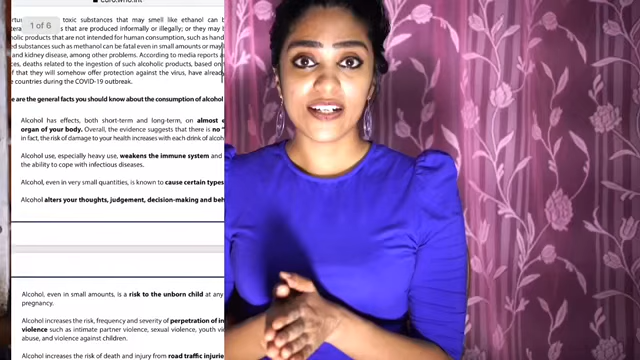 euro.who.int
1 of 6
toxic substances that may smell like ethanol can b
s that are produced informally or illegally; or they may b
holic products that are not intended for human consumption, such as hand
d substances such as methanol can be fatal even in small amounts or may
and kidney disease, among other problems. According to media reports a
ces, deaths related to the ingestion of such alcoholic products, based on
f that they will somehow offer protection against the virus, have already
e countries during the COVID-19 outbreak.
e are the general facts you should know about the consumption of alcohol
Alcohol has effects, both short-term and long-term, on almost e
organ of your body. Overall, the evidence suggests that there is no "
in fact, the risk of damage to your health increases with each drink of alcoh
Alcohol use, especially heavy use, weakens the immune system and
the ability to cope with infectious diseases.
Alcohol, even in very small quantities, is known to cause certain types
Alcohol alters your thoughts, judgement, decision-making and beh
Alcohol, even in small amounts, is a risk to the unborn child at any
pregnancy.
Alcohol increases the risk, frequency and severity of perpetration of in
violence such as intimate partner violence, sexual violence, youth vi
abuse, and violence against children.
Alcohol increases the risk of death and injury from road traffic injurie